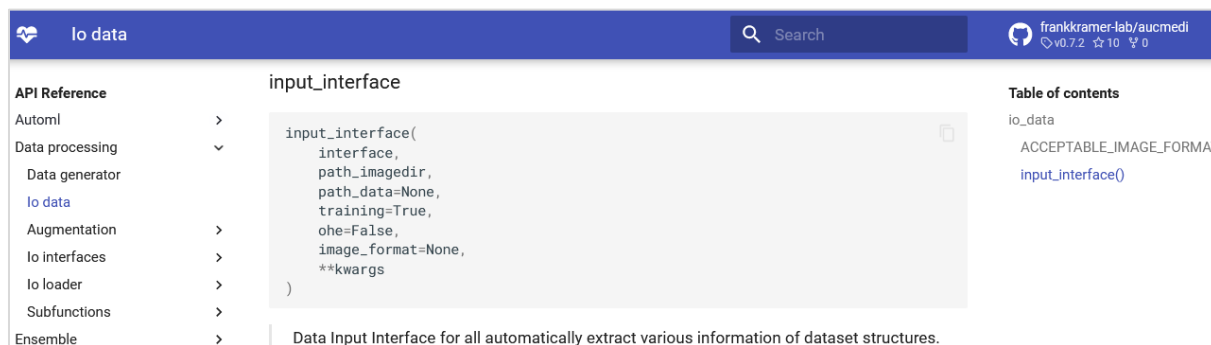 Io data
Search
frankkramer-lab/aucmedi
v0.7.2 10 0
API Reference
Automl
Data processing
Data generator
Io data
Augmentation
Io interfaces
Io loader
Subfunctions
Ensemble
input_interface
input_interface(
    interface,
    path_imagedir,
    path_data=None,
    training=True,
    ohe=False,
    image_format=None,
    **kwargs
)
Data Input Interface for all automatically extract various information of dataset structures.
Table of contents
io_data
ACCEPTABLE_IMAGE_FORMA
input_interface()